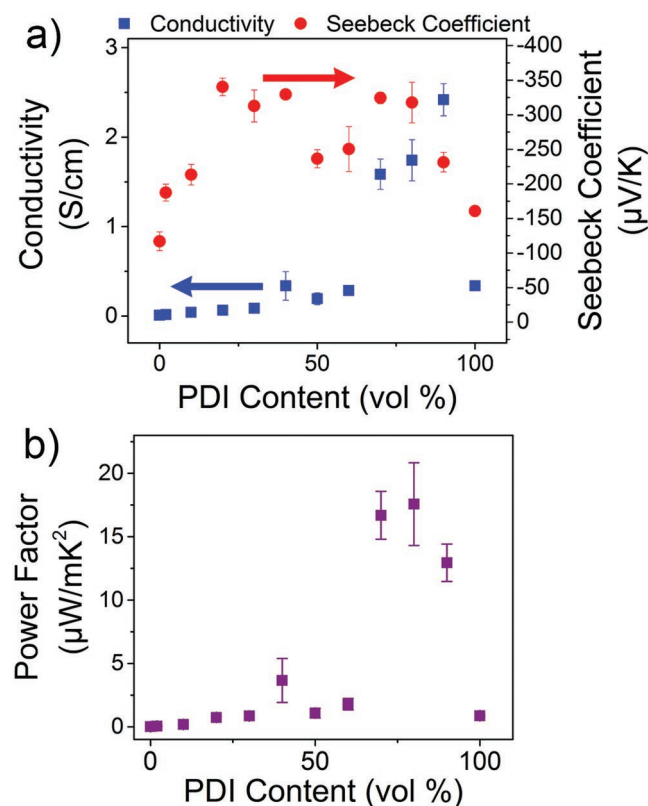 Conductivity Seebeck Coefficient
a)
3
2
1
0
Conductivity
(S/cm)
-400
-350
-300
-250
-200
-150
-100
-50
0
Seebeck Coefficient
(µV/K)
0 50 100
PDI Content (vol %)
b)
20
15
10
5
0
Power Factor
(µW/mK²)
0 50 100
PDI Content (vol %)